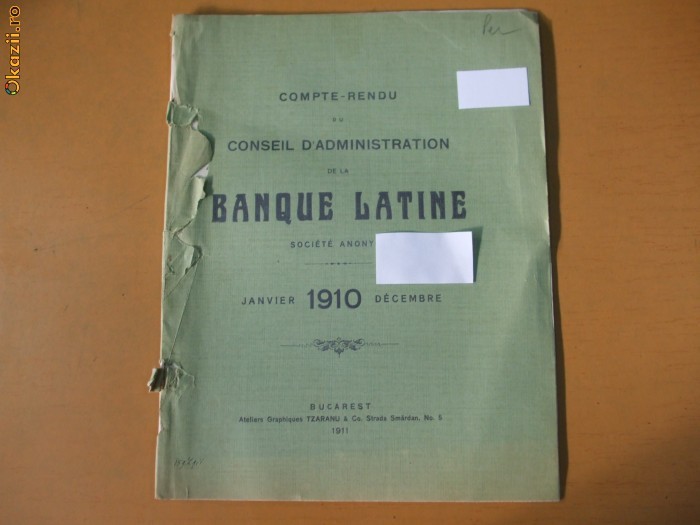 Okazii.ro
COMPTE-RENDU
DU
CONSEIL D'ADMINISTRATION
DE LA
BANQUE LATINE
SOCIÉTÉ ANONY
JANVIER 1910 DÉCEMBRE
BUCAREST
Ateliers Graphiques TZARANU & Co. Strada Smârdan, No. 5
1911